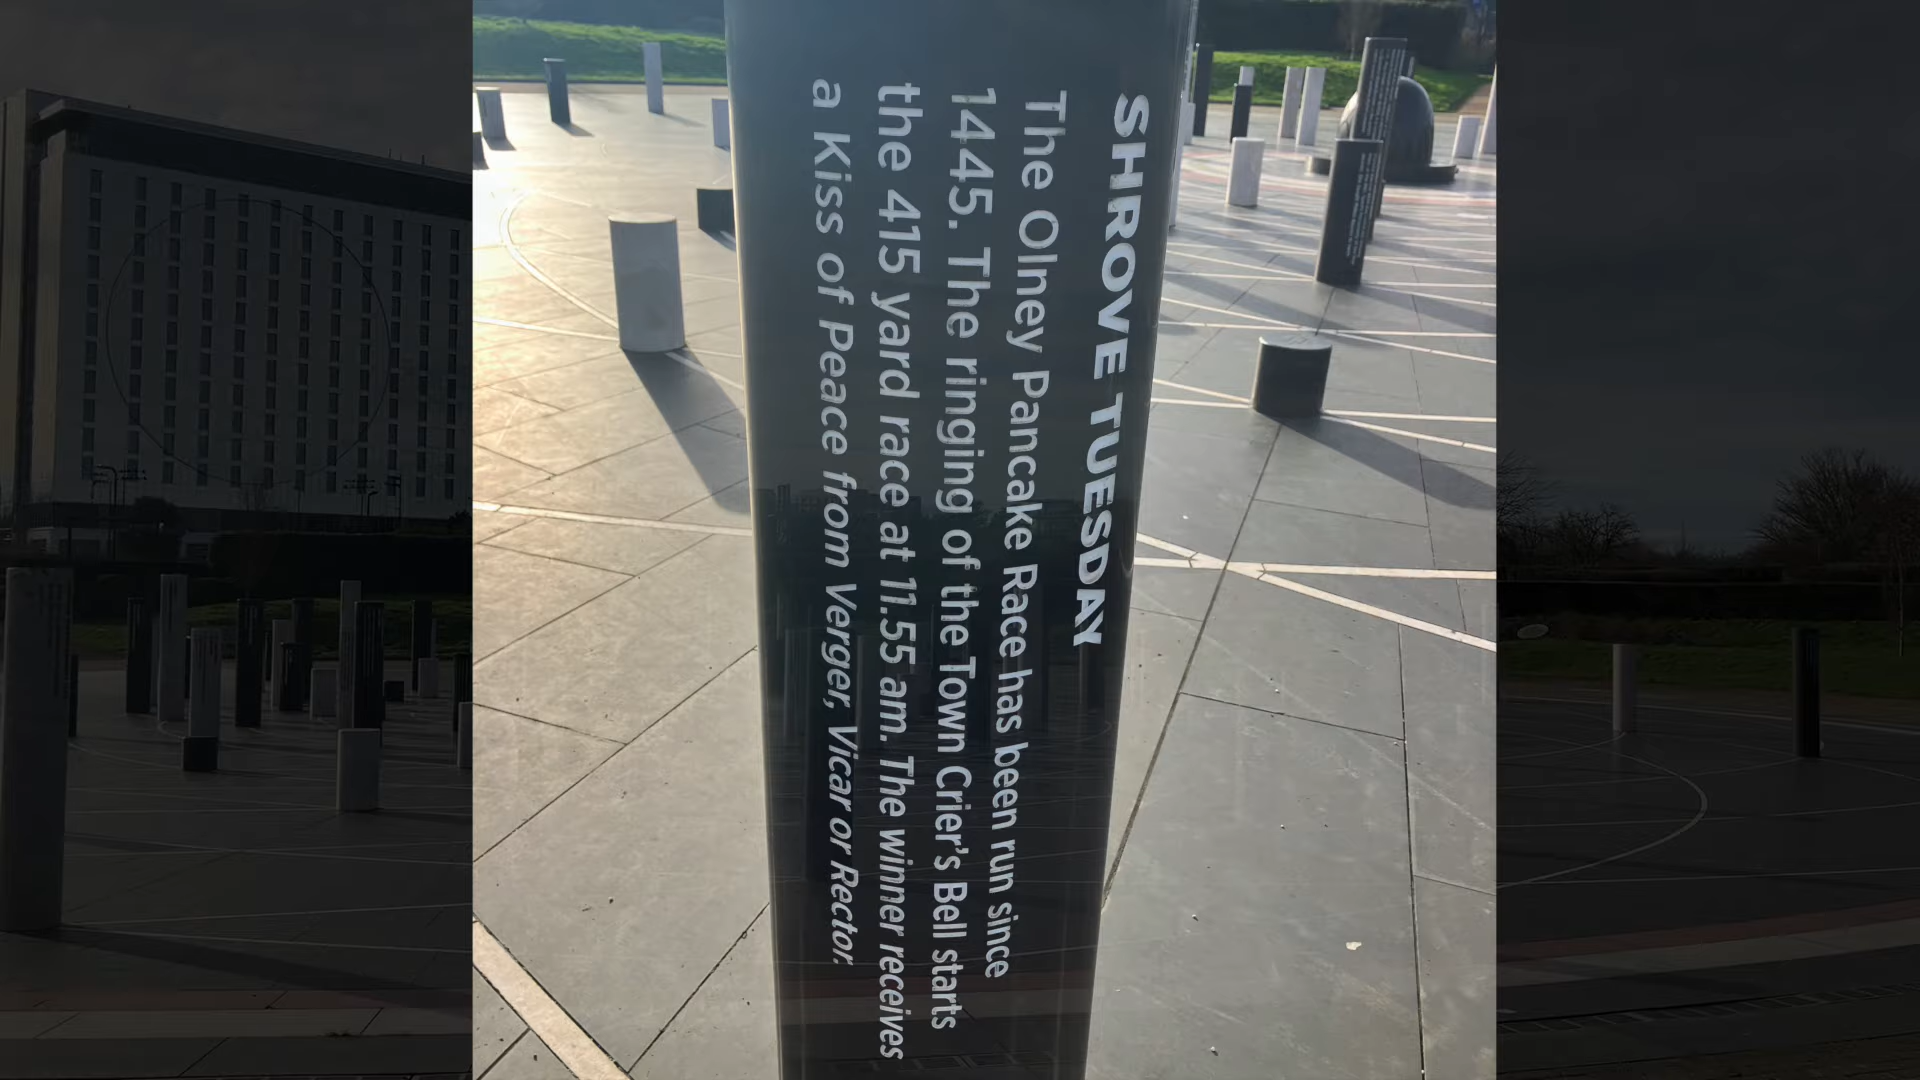 SHROVE TUESDAY
The Olney Pancake Race has been run since
1445. The ringing of the Town Crier's Bell starts
the 415 yard race at 11.55 am. The winner receives
a Kiss of Peace from Verger, Vicar or Rector.